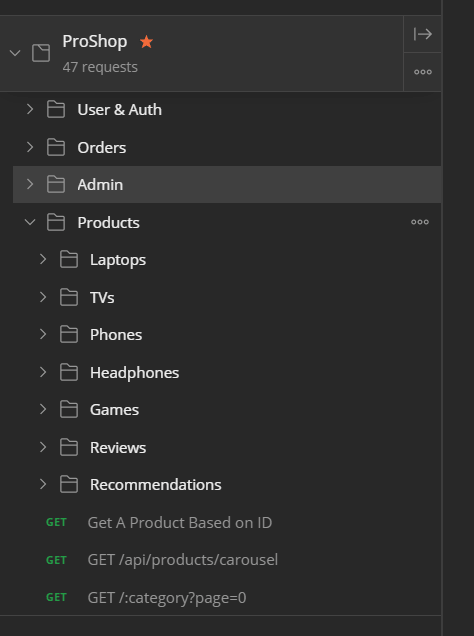 ProShop
47 requests
User & Auth
Orders
Admin
Products
Laptops
TVs
Phones
Headphones
Games
Reviews
Recommendations
GET Get A Product Based on ID
GET GET /api/products/carousel
GET GET /:category?page=0